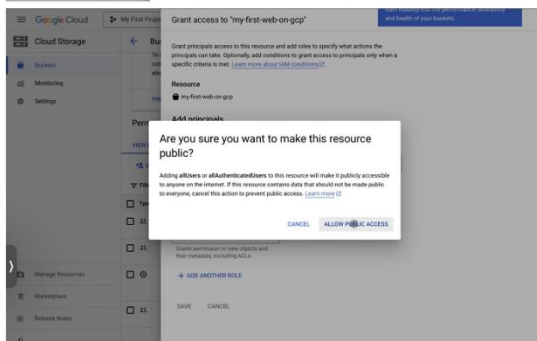 Google Cloud
My First Proje
Grant access to "my-first-web-on-gcp"
and health of your buckets.
Cloud Storage
Bu
Grant principals access to this resource and add roles to specify what actions the
principals can take. Optionally, add conditions to grant access to principals only when a
specific criteria is met. Learn more about IAM conditions
Buckets
Monitoring
Resource
Settings
my-first-web-on-gcp
Perm
Add principals
Are you sure you want to make this resource
public?
VIEW
Adding allUsers or allAuthenticatedUsers to this resource will make it publicly accessible
to anyone on the internet. If this resource contains data that should not be made public
to everyone, cancel this action to prevent public access. Learn more
CANCEL
ALLOW PUBLIC ACCESS
Grants permission to view objects and
their metadata, excluding ACLs.
Manage Resources
+ ADD ANOTHER ROLE
Marketplace
SAVE
CANCEL
Release Notes